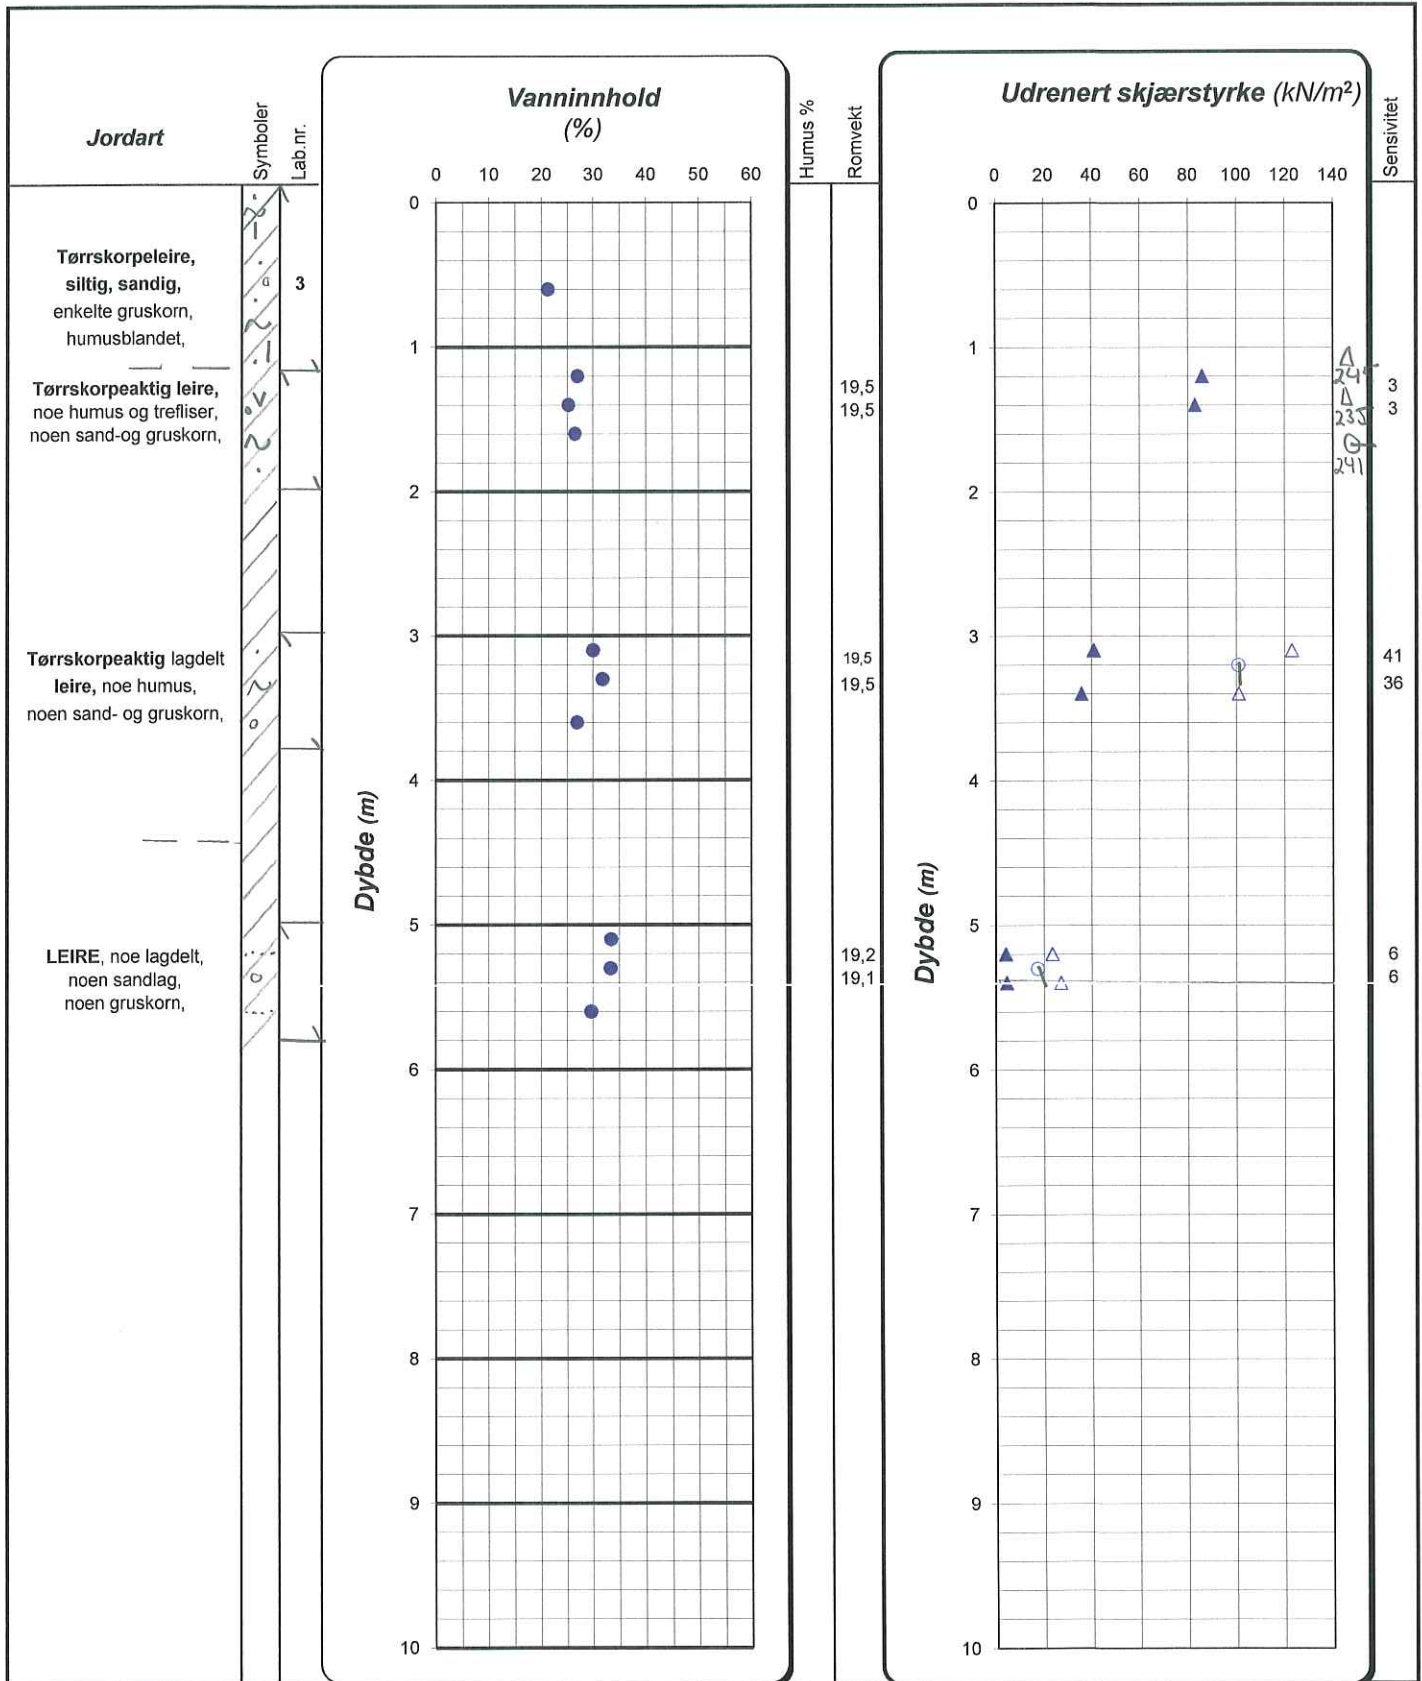 Jordart
Symboler
Lab.nr.
Vanninnhold
(%)
Humus %
Romvekt
Udrenert skjærstyrke (kN/m²)
Sensivitet
0 10 20 30 40 50 60
0 20 40 60 80 100 120 140
Tørrskorpeleire,
siltig, sandig,
enkelte gruskorn,
humusblandet,
3
Tørrskorpeaktig leire,
noe humus og trefliser,
noen sand-og gruskorn,
Tørrskorpeaktig lagdelt
leire, noe humus,
noen sand- og gruskorn,
LEIRE, noe lagdelt,
noen sandlag,
noen gruskorn,
Dybde (m)
0
1
2
3
4
5
6
7
8
9
10
19,5
19,5
19,5
19,5
19,2
19,1
Dybde (m)
0
1
2
3
4
5
6
7
8
9
10
235
241
3
3
41
36
6
6